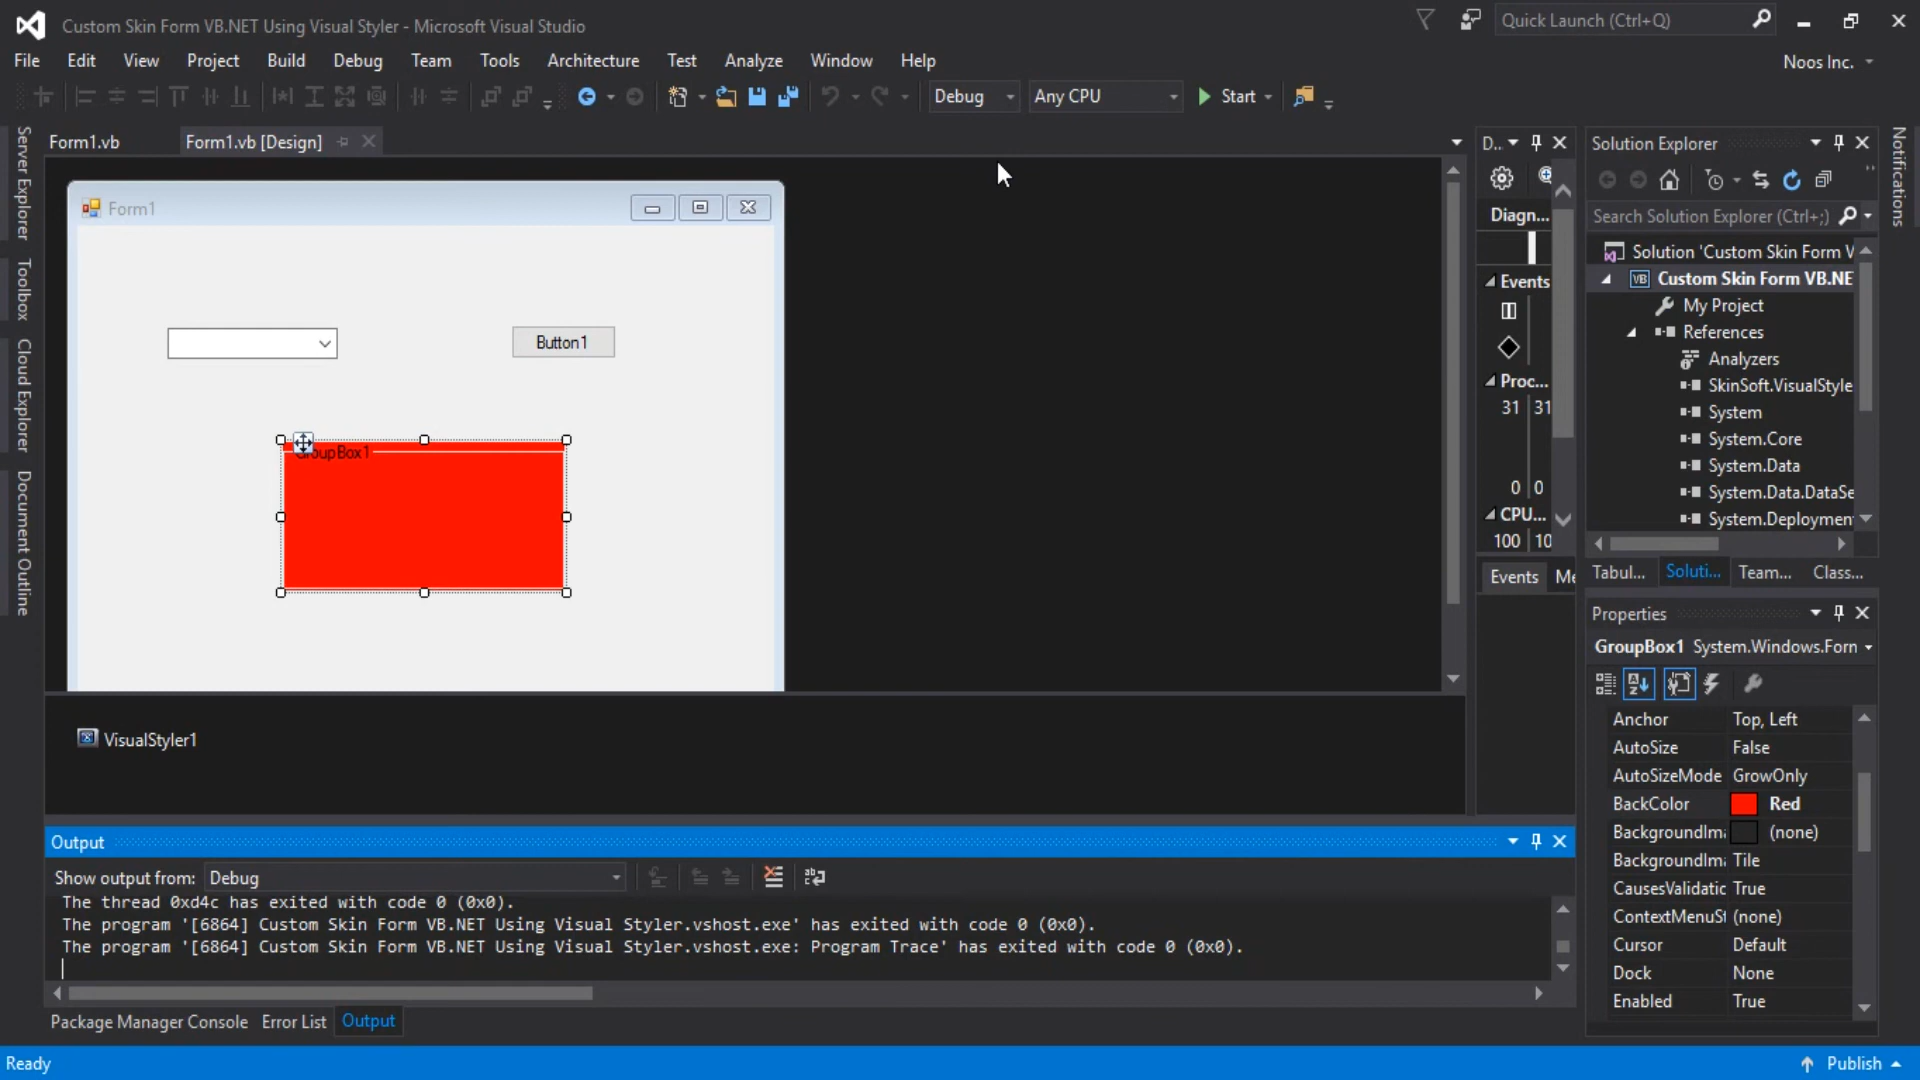 Custom Skin Form VB.NET Using Visual Styler - Microsoft Visual Studio
Quick Launch (Ctrl+Q)
File Edit View Project Build Debug Team Tools Test Architecture Analyze Window Help
Noos Inc.
Debug Any CPU Start
Form1.vb Form1.vb [Design]
Server Explorer
Toolbox
Cloud Explorer
Document Outline
Form1
Button1
GroupBox1
VisualStyler1
D..
Diagn...
Events
Proc...
31 31
0 0
CPU...
100 10
Events Me
Solution Explorer
Search Solution Explorer (Ctrl+;)
Solution 'Custom Skin Form V
Custom Skin Form VB.NE
My Project
References
Analyzers
SkinSoft.VisualStyle
System
System.Core
System.Data
System.Data.DataSe
System.Deploymen
Tabul... Soluti... Team... Class...
Notifications
Properties
GroupBox1 System.Windows.Forn
Anchor Top, Left
AutoSize False
AutoSizeMode GrowOnly
BackColor Red
BackgroundIma (none)
BackgroundIma Tile
CausesValidatic True
ContextMenuSt (none)
Cursor Default
Dock None
Enabled True
Output
Show output from: Debug
The thread 0xd4c has exited with code 0 (0x0).
The program '[6864] Custom Skin Form VB.NET Using Visual Styler.vshost.exe' has exited with code 0 (0x0).
The program '[6864] Custom Skin Form VB.NET Using Visual Styler.vshost.exe: Program Trace' has exited with code 0 (0x0).
Package Manager Console Error List Output
Ready
Publish